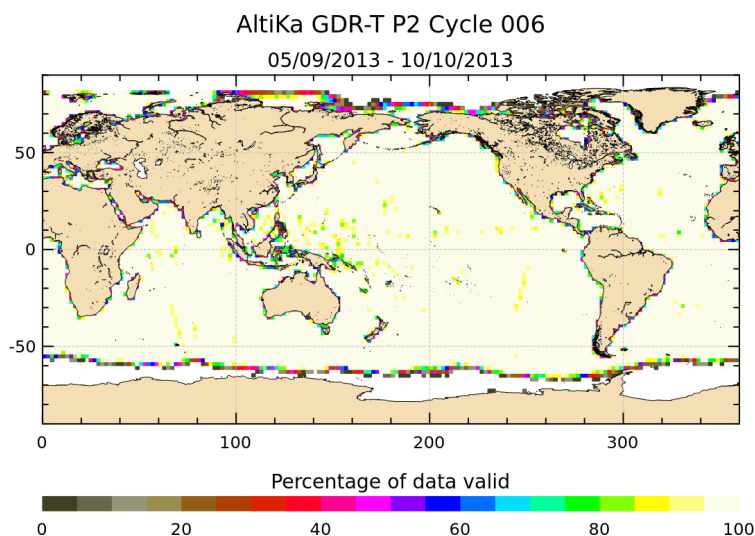 AltiKa GDR-T P2 Cycle 006
05/09/2013 - 10/10/2013
50
0
-50
0 100 200 300
Percentage of data valid
0 20 40 60 80 100